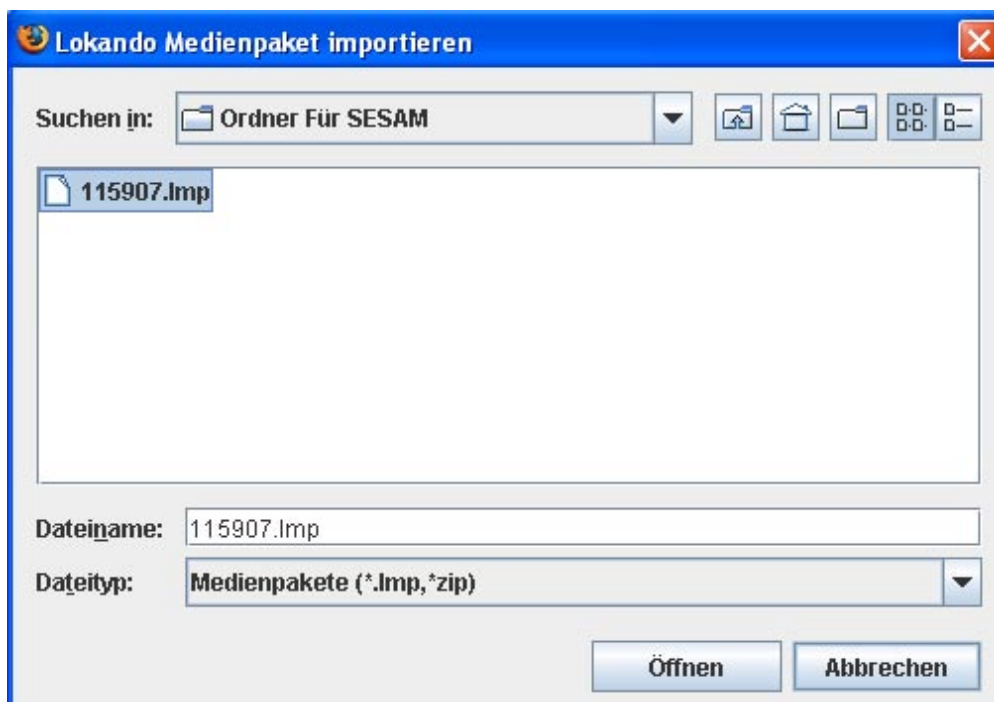 Lokando Medienpaket importieren
Suchen in: Ordner Für SESAM
115907.lmp
Dateiname: 115907.lmp
Dateityp: Medienpakete (*.lmp,*zip)
Öffnen Abbrechen